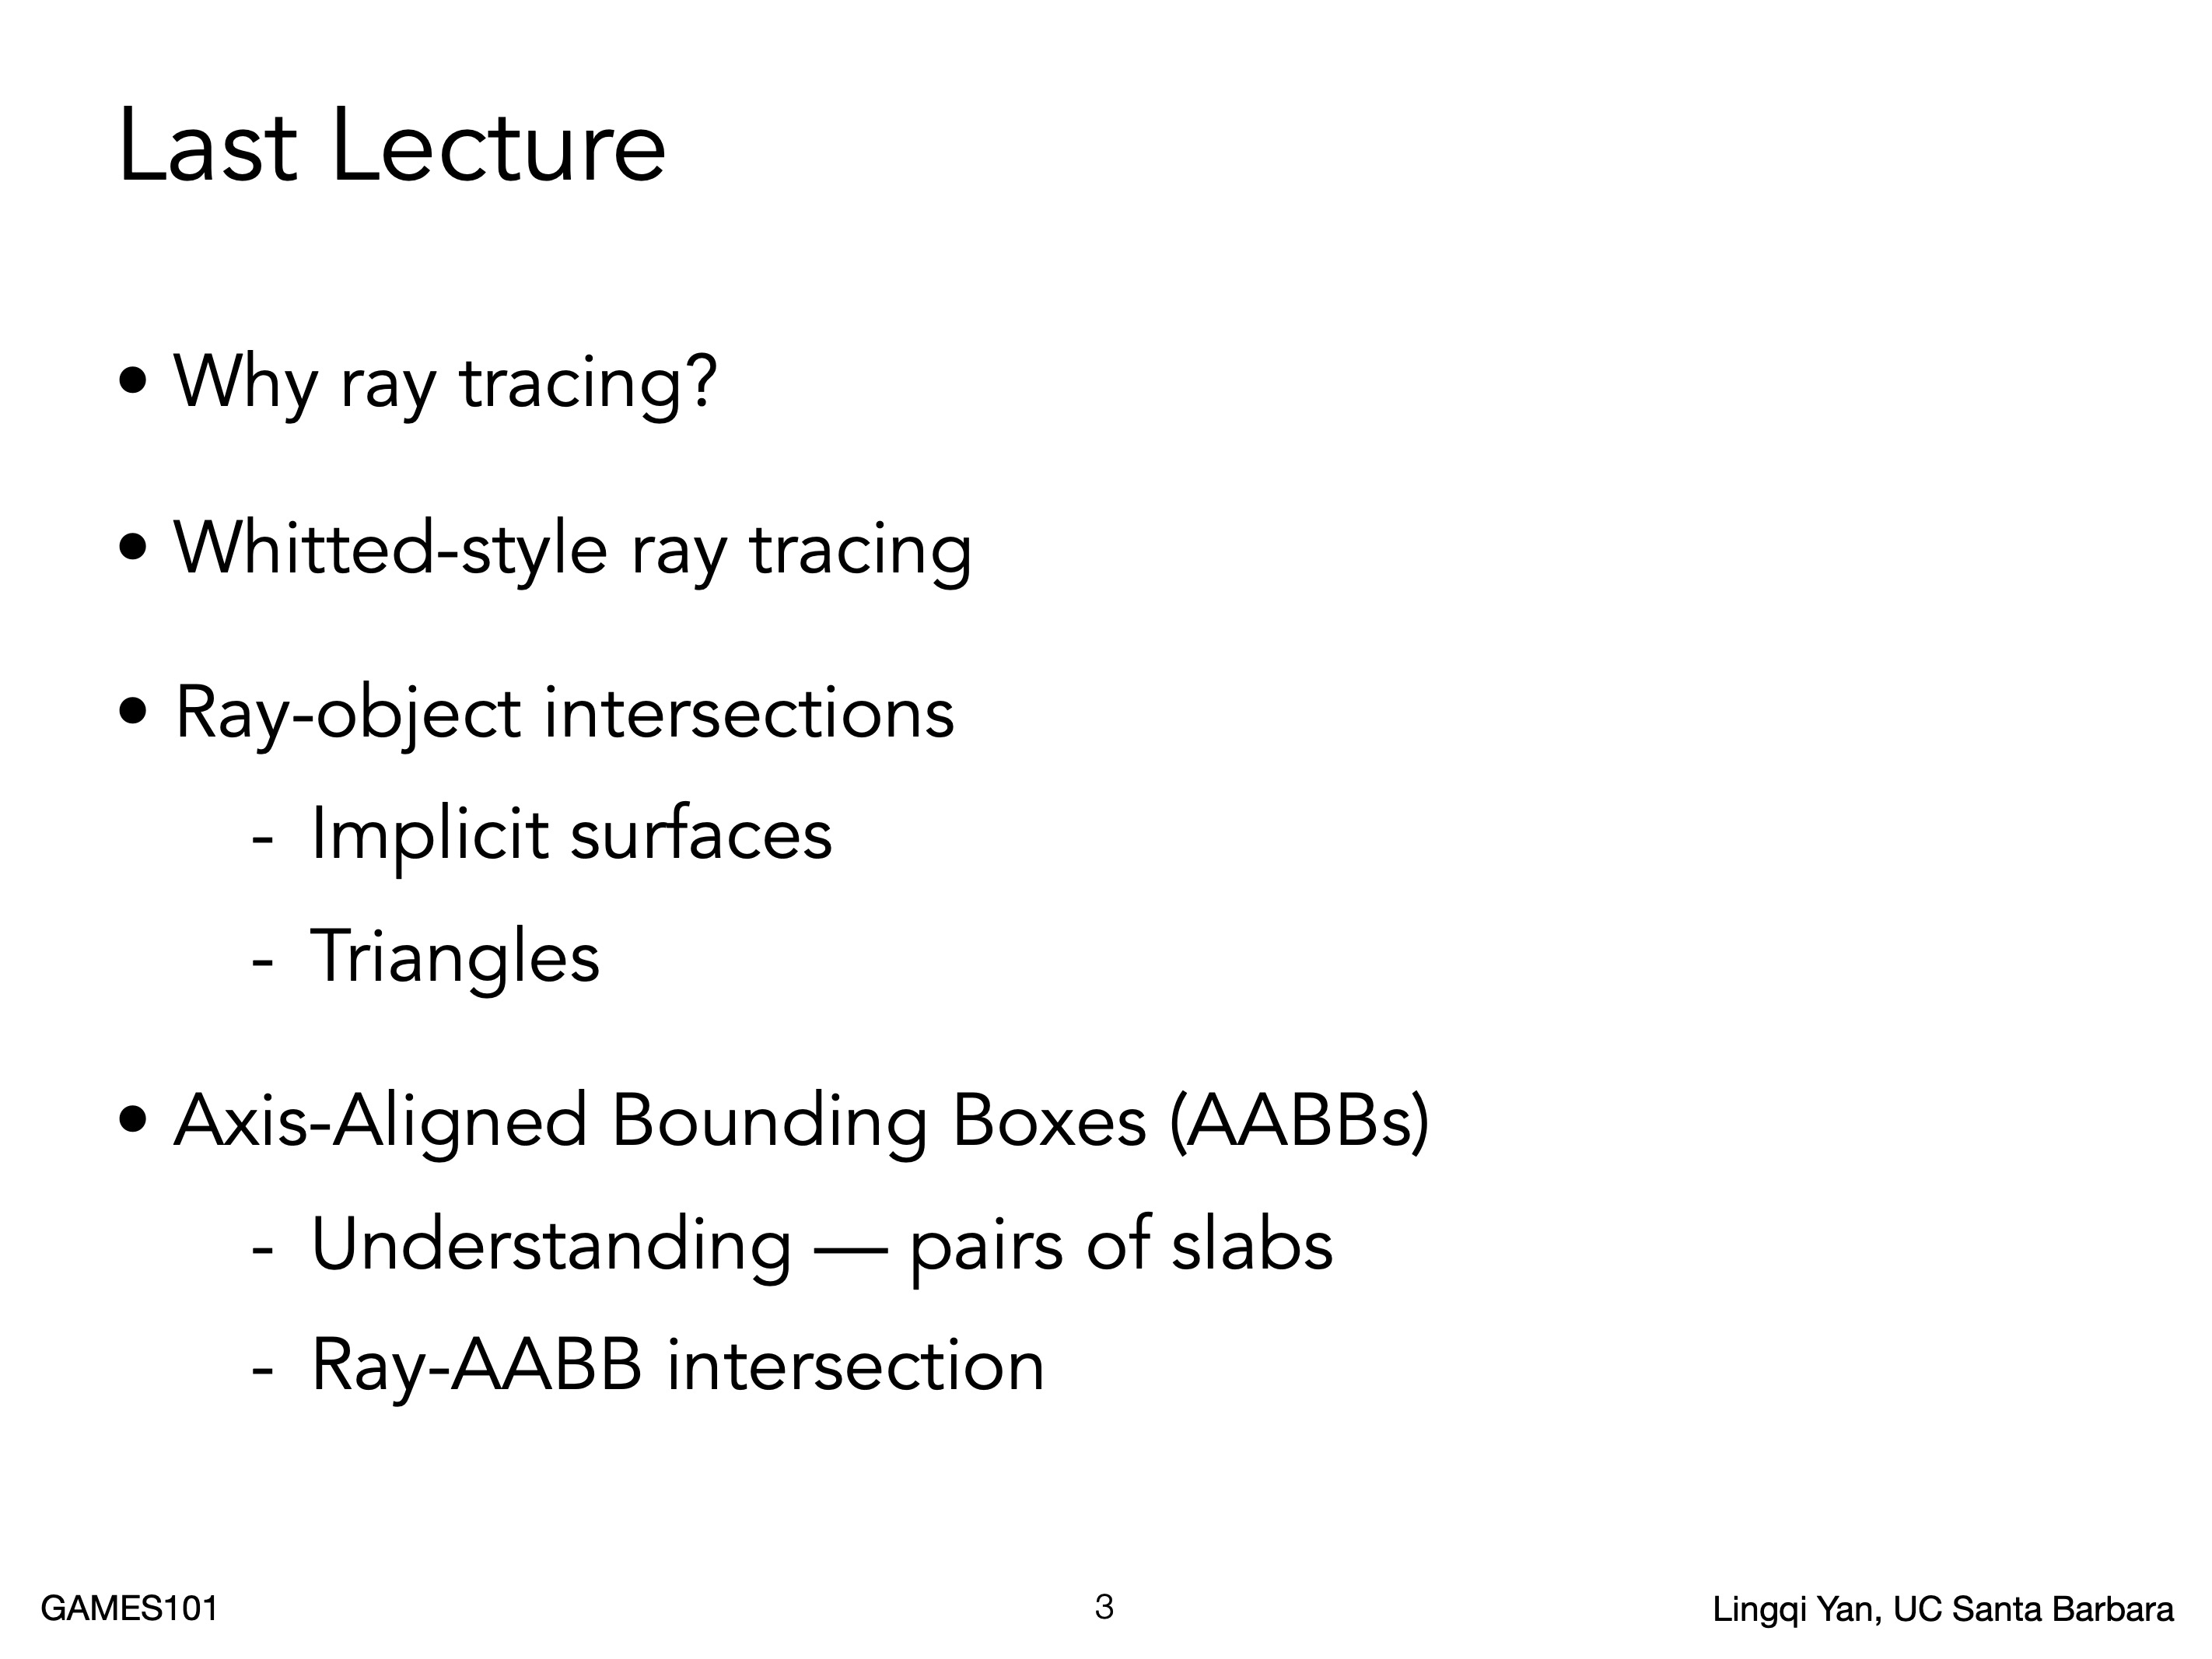 Last Lecture
• Why ray tracing?
• Whitted-style ray tracing
• Ray-object intersections
- Implicit surfaces
- Triangles
• Axis-Aligned Bounding Boxes (AABBs)
- Understanding — pairs of slabs
- Ray-AABB intersection
GAMES101
3
Lingqi Yan, UC Santa Barbara